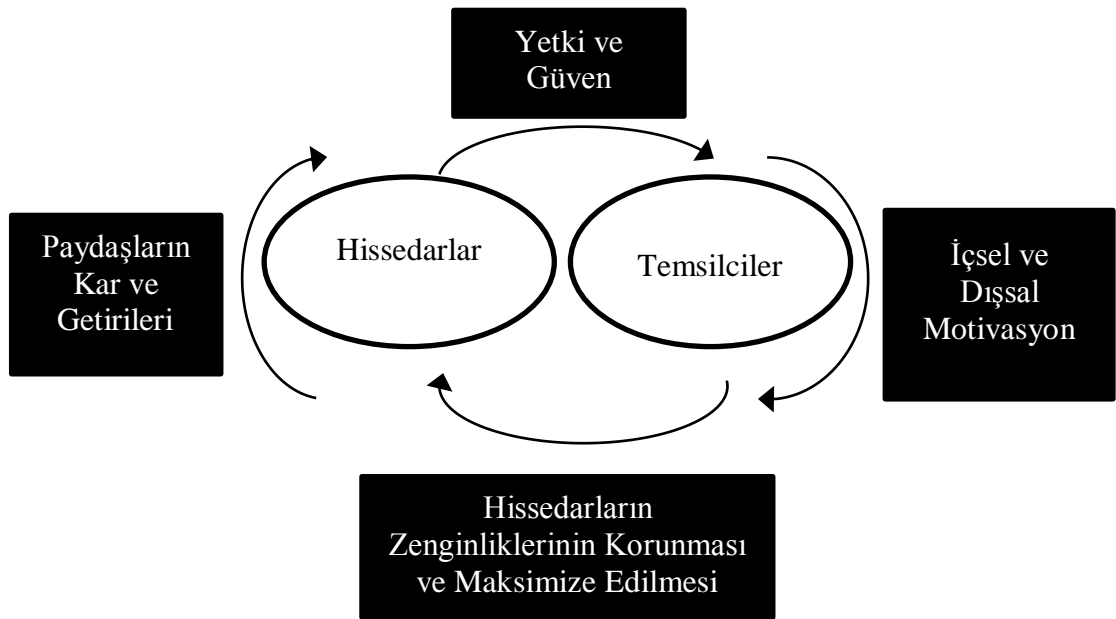 Yetki ve
Güven
Paydaşların
Kar ve
Getirileri
Hissedarlar
Temsilciler
İçsel ve
Dışsal
Motivasyon
Hissedarların
Zenginliklerinin Korunması
ve Maksimize Edilmesi